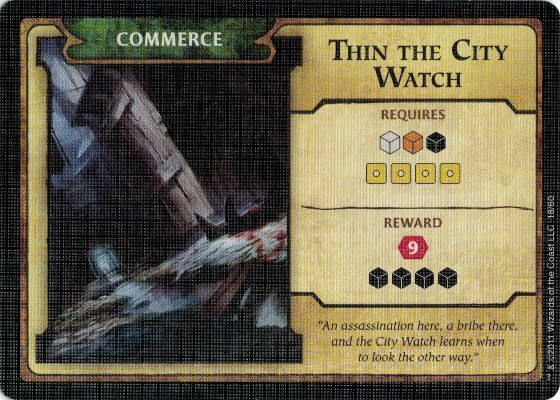 COMMERCE
THIN THE CITY
WATCH
REQUIRES
REWARD
9
"An assassination here, a bribe there,
and the City Watch learns when
to look the other way."
™ & ©2011 Wizards of the Coast LLC 18/60